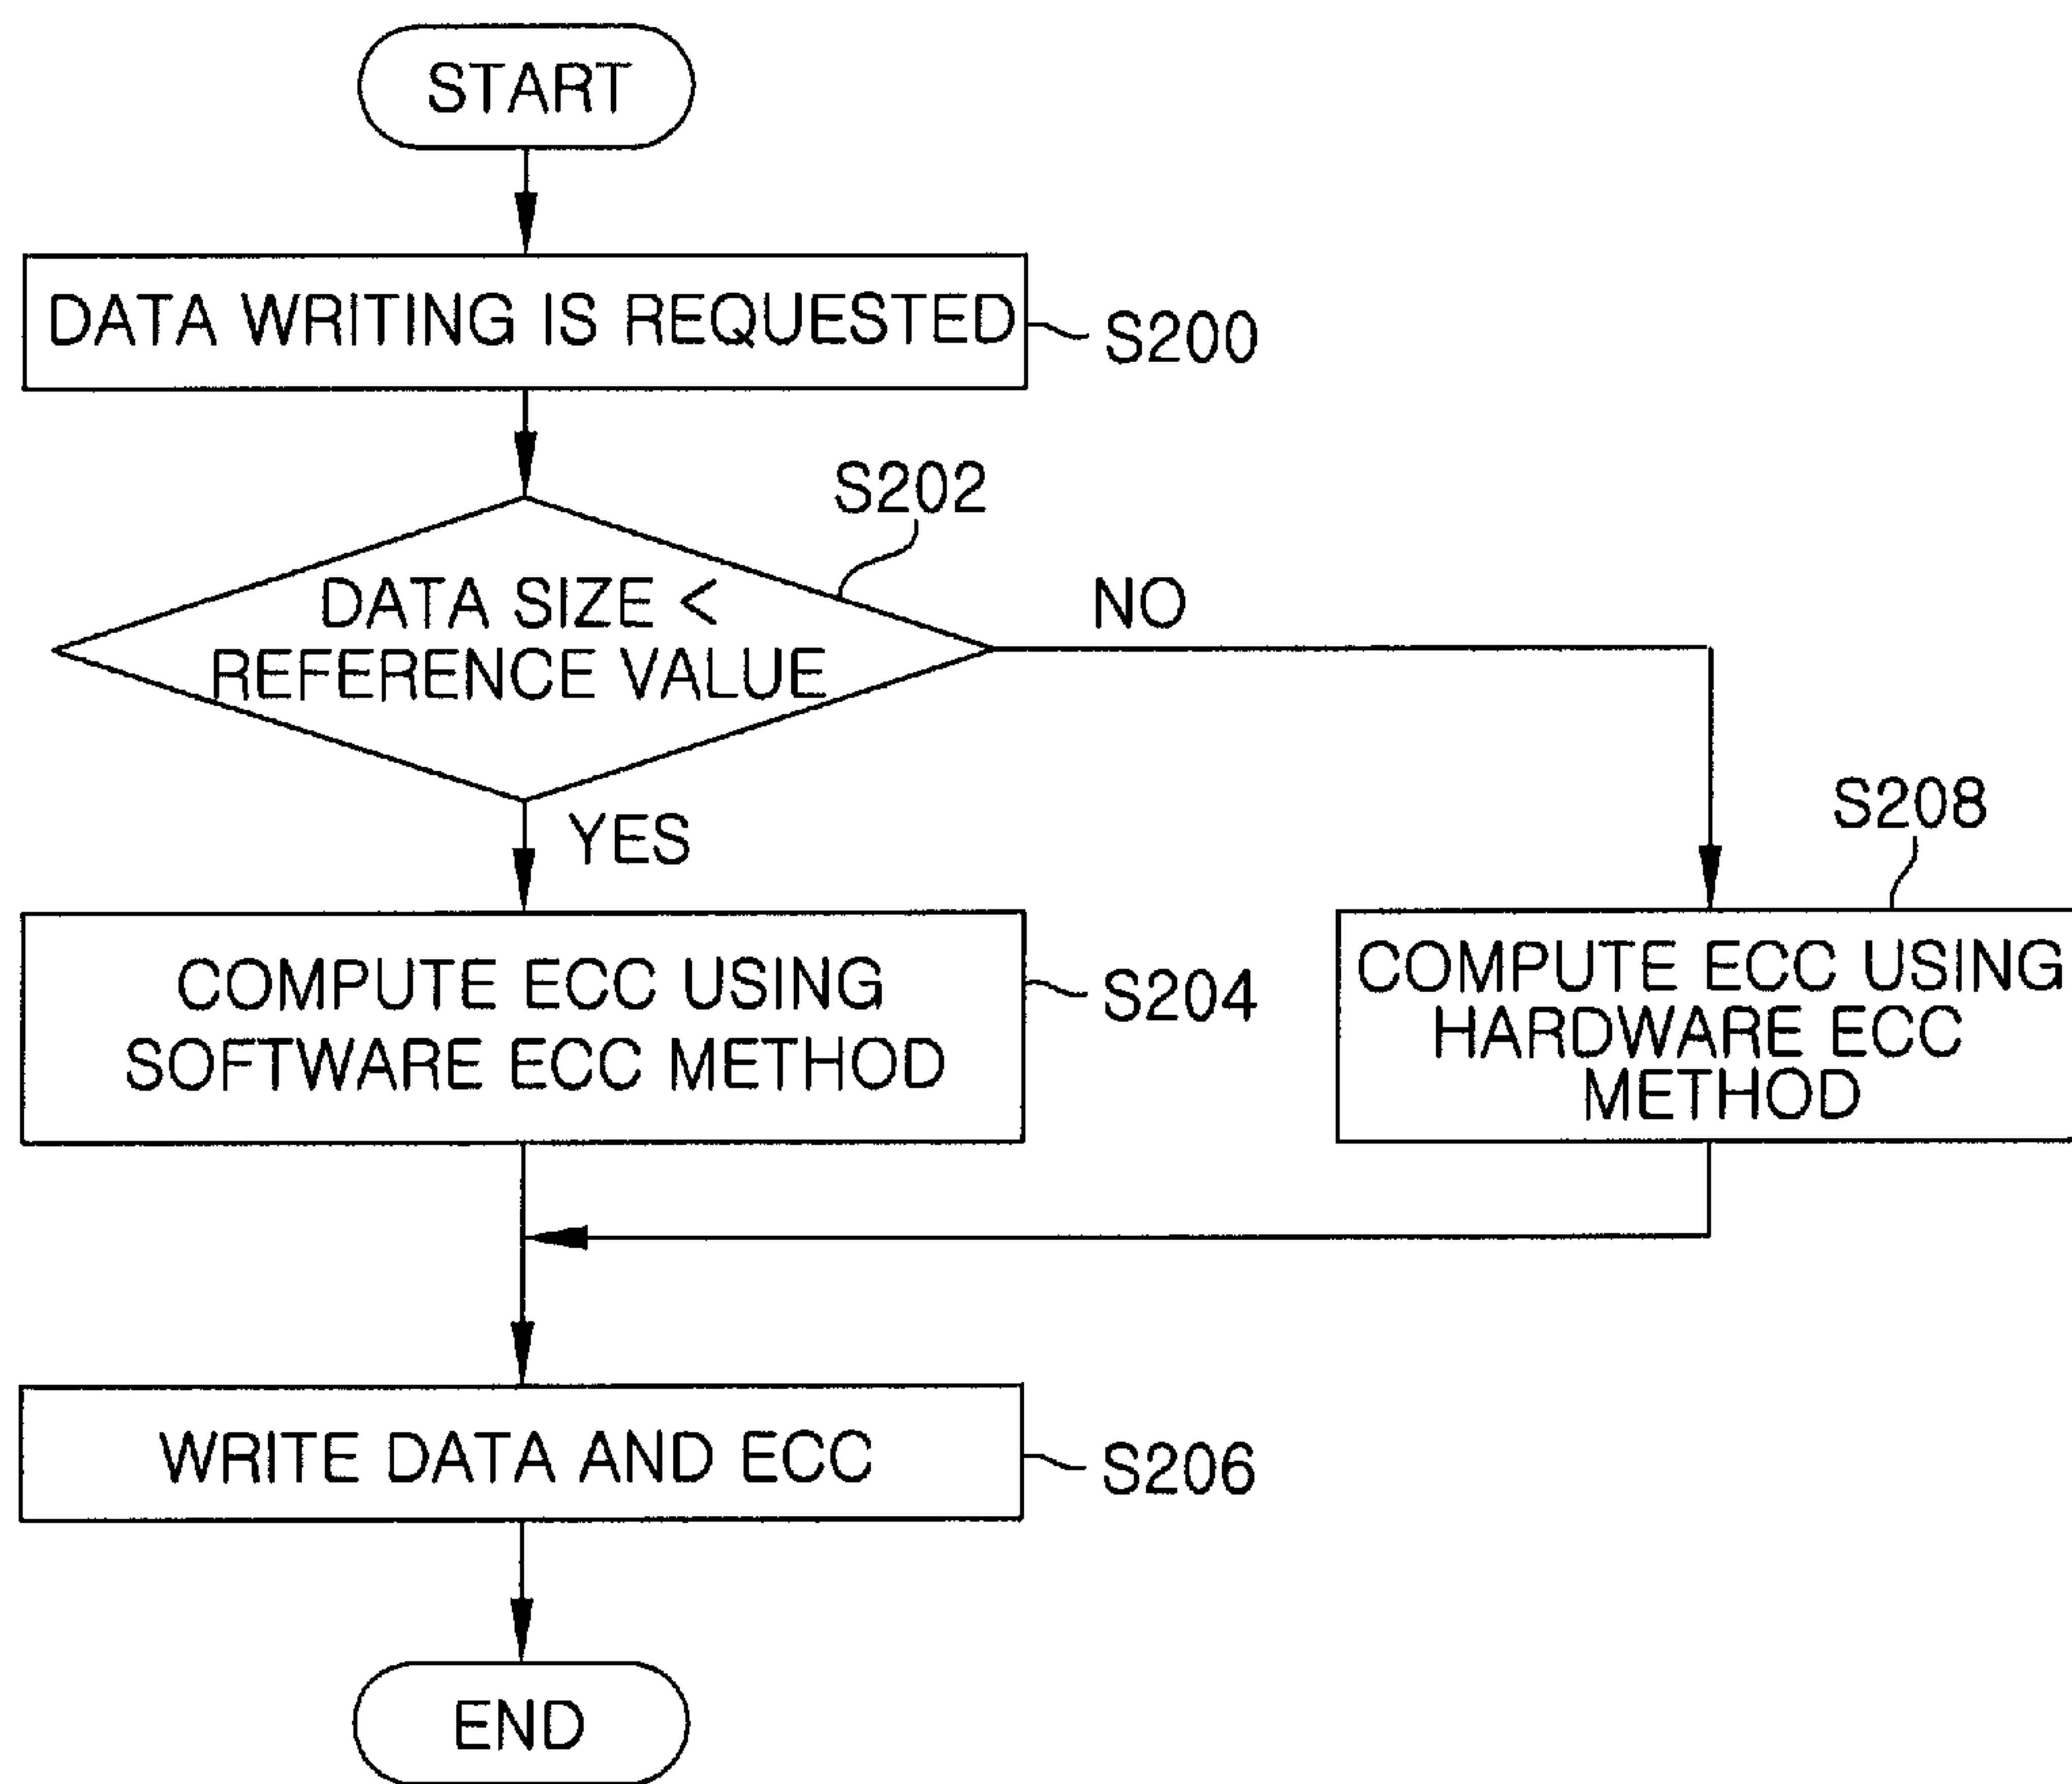 START
DATA WRITING IS REQUESTED
S200
S202
DATA SIZE <
REFERENCE VALUE
NO
YES
S208
COMPUTE ECC USING
SOFTWARE ECC METHOD
S204
COMPUTE ECC USING
HARDWARE ECC
METHOD
WRITE DATA AND ECC
S206
END